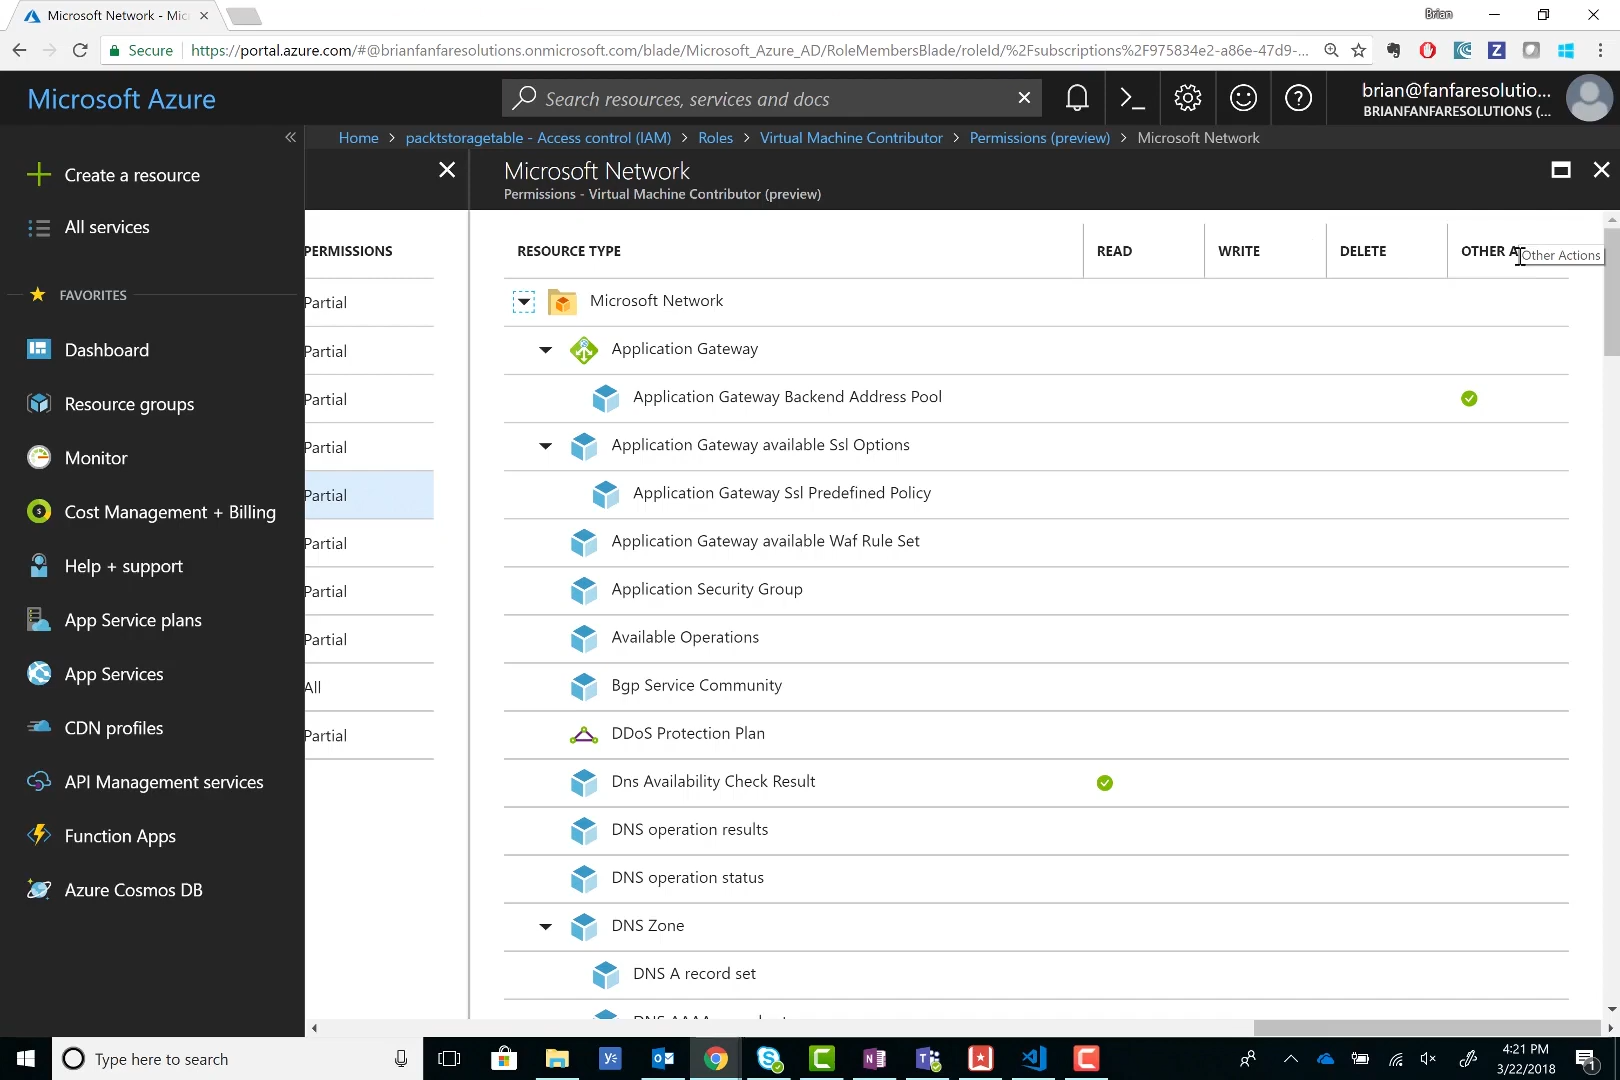 Microsoft Network - Mic
Brian
Secure
https://portal.azure.com/#@brianfanfaresolutions.onmicrosoft.com/blade/Microsoft_Azure_AD/RoleMembersBlade/roleId/%2Fsubscriptions%2F975834e2-a86e-47d9-...
Microsoft Azure
Search resources, services and docs
brian@fanfaresolutio...
BRIANFANFARESOLUTIONS (...
Home > packtstoragetable - Access control (IAM) > Roles > Virtual Machine Contributor > Permissions (preview) > Microsoft Network
Microsoft Network
Permissions - Virtual Machine Contributor (preview)
Create a resource
All services
FAVORITES
Dashboard
Resource groups
Monitor
Cost Management + Billing
Help + support
App Service plans
App Services
CDN profiles
API Management services
Function Apps
Azure Cosmos DB
PERMISSIONS
Partial
Partial
Partial
Partial
Partial
Partial
Partial
Partial
All
Partial
RESOURCE TYPE READ WRITE DELETE OTHER A
Other Actions
Microsoft Network
Application Gateway
Application Gateway Backend Address Pool
Application Gateway available Ssl Options
Application Gateway Ssl Predefined Policy
Application Gateway available Waf Rule Set
Application Security Group
Available Operations
Bgp Service Community
DDoS Protection Plan
Dns Availability Check Result
DNS operation results
DNS operation status
DNS Zone
DNS A record set
Type here to search
4:21 PM
3/22/2018